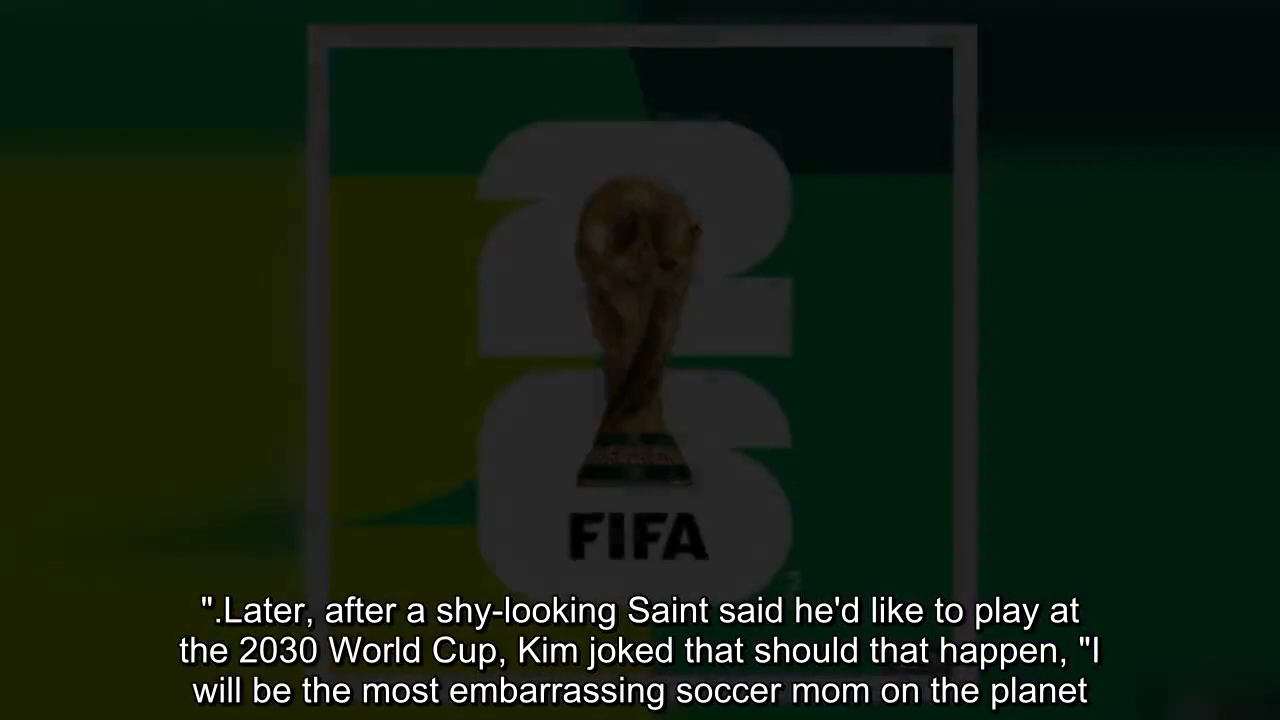 FIFA
".Later, after a shy-looking Saint said he'd like to play at
the 2030 World Cup, Kim joked that should that happen, "I
will be the most embarrassing soccer mom on the planet